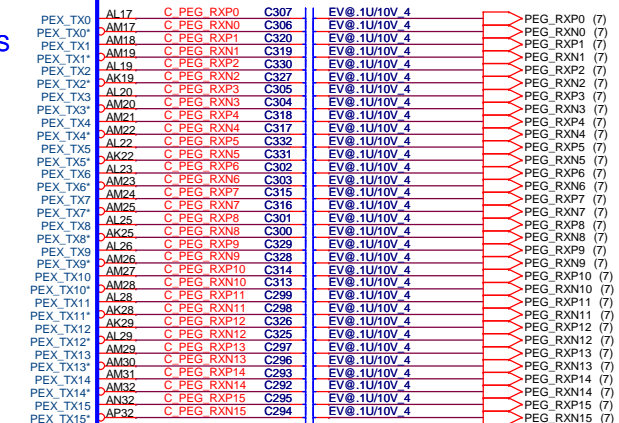 PEX_TX0 AL17 C_PEG_RXP0 C307 EV@.1U/10V_4 PEG_RXP0 (7)
PEX_TX0* AM17 C_PEG_RXN0 C306 EV@.1U/10V_4 PEG_RXN0 (7)
s
PEX_TX1 AM18 C_PEG_RXP1 C320 EV@.1U/10V_4 PEG_RXP1 (7)
PEX_TX1* AM19 C_PEG_RXN1 C319 EV@.1U/10V_4 PEG_RXN1 (7)
PEX_TX2 AL19 C_PEG_RXP2 C330 EV@.1U/10V_4 PEG_RXP2 (7)
PEX_TX2* AK19 C_PEG_RXN2 C327 EV@.1U/10V_4 PEG_RXN2 (7)
PEX_TX3 AL20 C_PEG_RXP3 C305 EV@.1U/10V_4 PEG_RXP3 (7)
PEX_TX3* AM20 C_PEG_RXN3 C304 EV@.1U/10V_4 PEG_RXN3 (7)
PEX_TX4 AM21 C_PEG_RXP4 C318 EV@.1U/10V_4 PEG_RXP4 (7)
PEX_TX4* AM22 C_PEG_RXN4 C317 EV@.1U/10V_4 PEG_RXN4 (7)
PEX_TX5 AL22 C_PEG_RXP5 C332 EV@.1U/10V_4 PEG_RXP5 (7)
PEX_TX5* AK22 C_PEG_RXN5 C331 EV@.1U/10V_4 PEG_RXN5 (7)
PEX_TX6 AL23 C_PEG_RXP6 C302 EV@.1U/10V_4 PEG_RXP6 (7)
PEX_TX6* AM23 C_PEG_RXN6 C303 EV@.1U/10V_4 PEG_RXN6 (7)
PEX_TX7 AM24 C_PEG_RXP7 C315 EV@.1U/10V_4 PEG_RXP7 (7)
PEX_TX7* AM25 C_PEG_RXN7 C316 EV@.1U/10V_4 PEG_RXN7 (7)
PEX_TX8 AL25 C_PEG_RXP8 C301 EV@.1U/10V_4 PEG_RXP8 (7)
PEX_TX8* AK25 C_PEG_RXN8 C300 EV@.1U/10V_4 PEG_RXN8 (7)
PEX_TX9 AL26 C_PEG_RXP9 C329 EV@.1U/10V_4 PEG_RXP9 (7)
PEX_TX9* AM26 C_PEG_RXN9 C328 EV@.1U/10V_4 PEG_RXN9 (7)
PEX_TX10 AM27 C_PEG_RXP10 C314 EV@.1U/10V_4 PEG_RXP10 (7)
PEX_TX10* AM28 C_PEG_RXN10 C313 EV@.1U/10V_4 PEG_RXN10 (7)
PEX_TX11 AL28 C_PEG_RXP11 C299 EV@.1U/10V_4 PEG_RXP11 (7)
PEX_TX11* AK28 C_PEG_RXN11 C298 EV@.1U/10V_4 PEG_RXN11 (7)
PEX_TX12 AK29 C_PEG_RXP12 C326 EV@.1U/10V_4 PEG_RXP12 (7)
PEX_TX12* AL29 C_PEG_RXN12 C325 EV@.1U/10V_4 PEG_RXN12 (7)
PEX_TX13 AM29 C_PEG_RXP13 C297 EV@.1U/10V_4 PEG_RXP13 (7)
PEX_TX13* AM30 C_PEG_RXN13 C296 EV@.1U/10V_4 PEG_RXN13 (7)
PEX_TX14 AM31 C_PEG_RXP14 C293 EV@.1U/10V_4 PEG_RXP14 (7)
PEX_TX14* AM32 C_PEG_RXN14 C292 EV@.1U/10V_4 PEG_RXN14 (7)
PEX_TX15 AN32 C_PEG_RXP15 C295 EV@.1U/10V_4 PEG_RXP15 (7)
PEX_TX15* AP32 C_PEG_RXN15 C294 EV@.1U/10V_4 PEG_RXN15 (7)